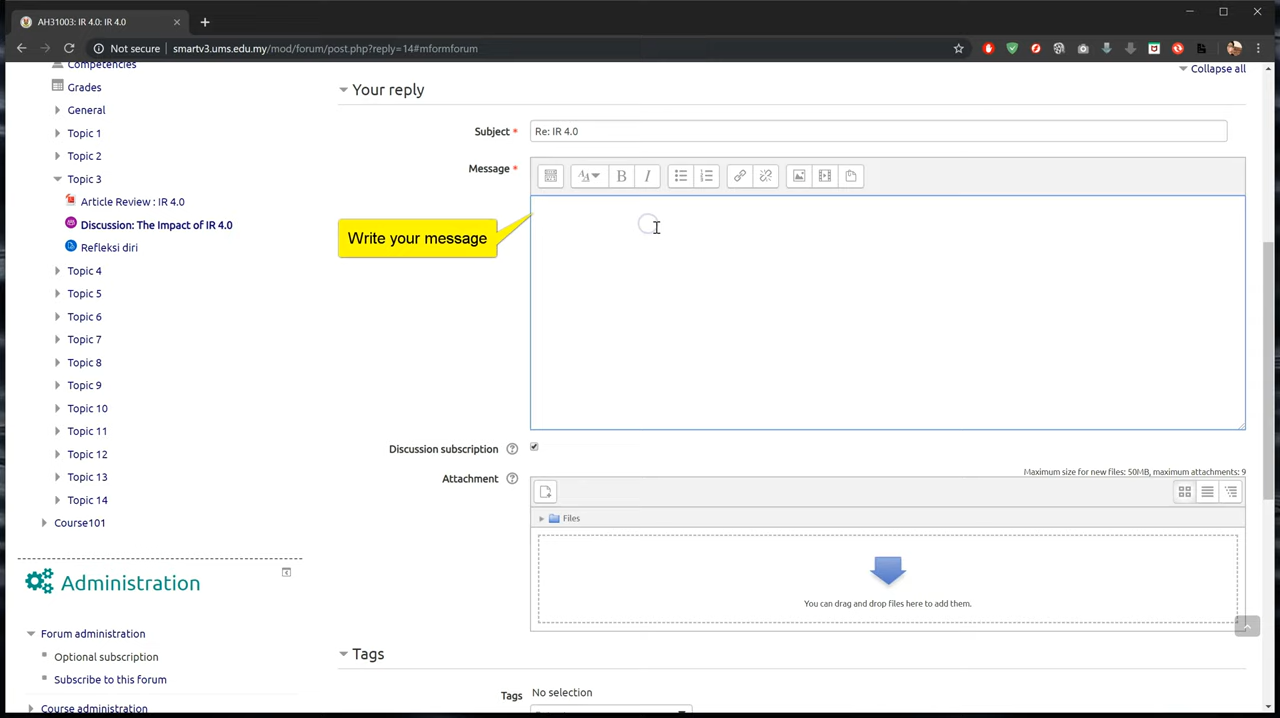 AH31003: IR 4.0: IR 4.0
Not secure
smartv3.ums.edu.my/mod/forum/post.php?reply=14#mformforum
Competencies
Grades
General
Topic 1
Topic 2
Topic 3
Article Review : IR 4.0
Discussion: The Impact of IR 4.0
Refleksi diri
Topic 4
Topic 5
Topic 6
Topic 7
Topic 8
Topic 9
Topic 10
Topic 11
Topic 12
Topic 13
Topic 14
Course101
Administration
Forum administration
Optional subscription
Subscribe to this forum
Course administration
Collapse all
Your reply
Subject *
Re: IR 4.0
Message *
Write your message
Discussion subscription
Attachment
Maximum size for new files: 50MB, maximum attachments: 9
Files
You can drag and drop files here to add them.
Tags
Tags
No selection